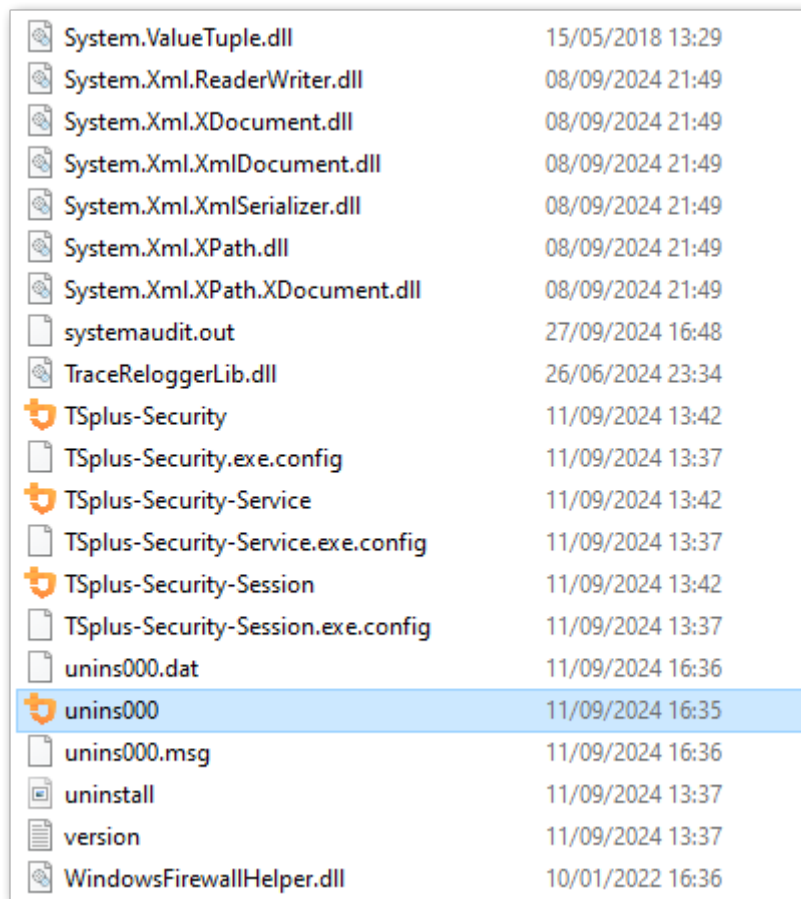 System.ValueTuple.dll 15/05/2018 13:29
System.Xml.ReaderWriter.dll 08/09/2024 21:49
System.Xml.XDocument.dll 08/09/2024 21:49
System.Xml.XmlDocument.dll 08/09/2024 21:49
System.Xml.XmlSerializer.dll 08/09/2024 21:49
System.Xml.XPath.dll 08/09/2024 21:49
System.Xml.XPath.XDocument.dll 08/09/2024 21:49
systemaudit.out 27/09/2024 16:48
TraceReloggerLib.dll 26/06/2024 23:34
TSplus-Security 11/09/2024 13:42
TSplus-Security.exe.config 11/09/2024 13:37
TSplus-Security-Service 11/09/2024 13:42
TSplus-Security-Service.exe.config 11/09/2024 13:37
TSplus-Security-Session 11/09/2024 13:42
TSplus-Security-Session.exe.config 11/09/2024 13:37
unins000.dat 11/09/2024 16:36
unins000 11/09/2024 16:35
unins000.msg 11/09/2024 16:36
uninstall 11/09/2024 13:37
version 11/09/2024 13:37
WindowsFirewallHelper.dll 10/01/2022 16:36